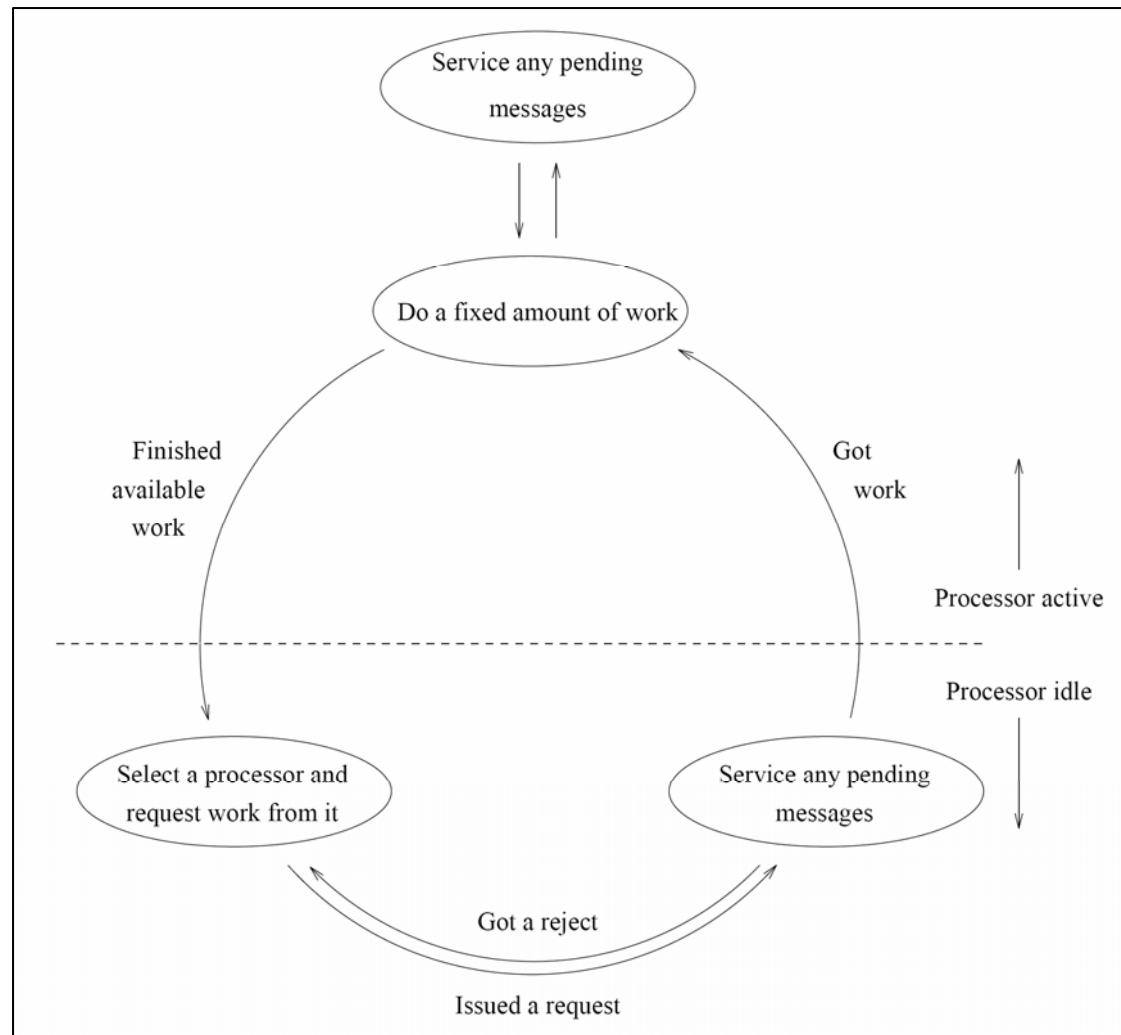 Service any pending
messages
Do a fixed amount of work
Finished
available
work
Got
work
Processor active
Processor idle
Select a processor and
request work from it
Service any pending
messages
Got a reject
Issued a request